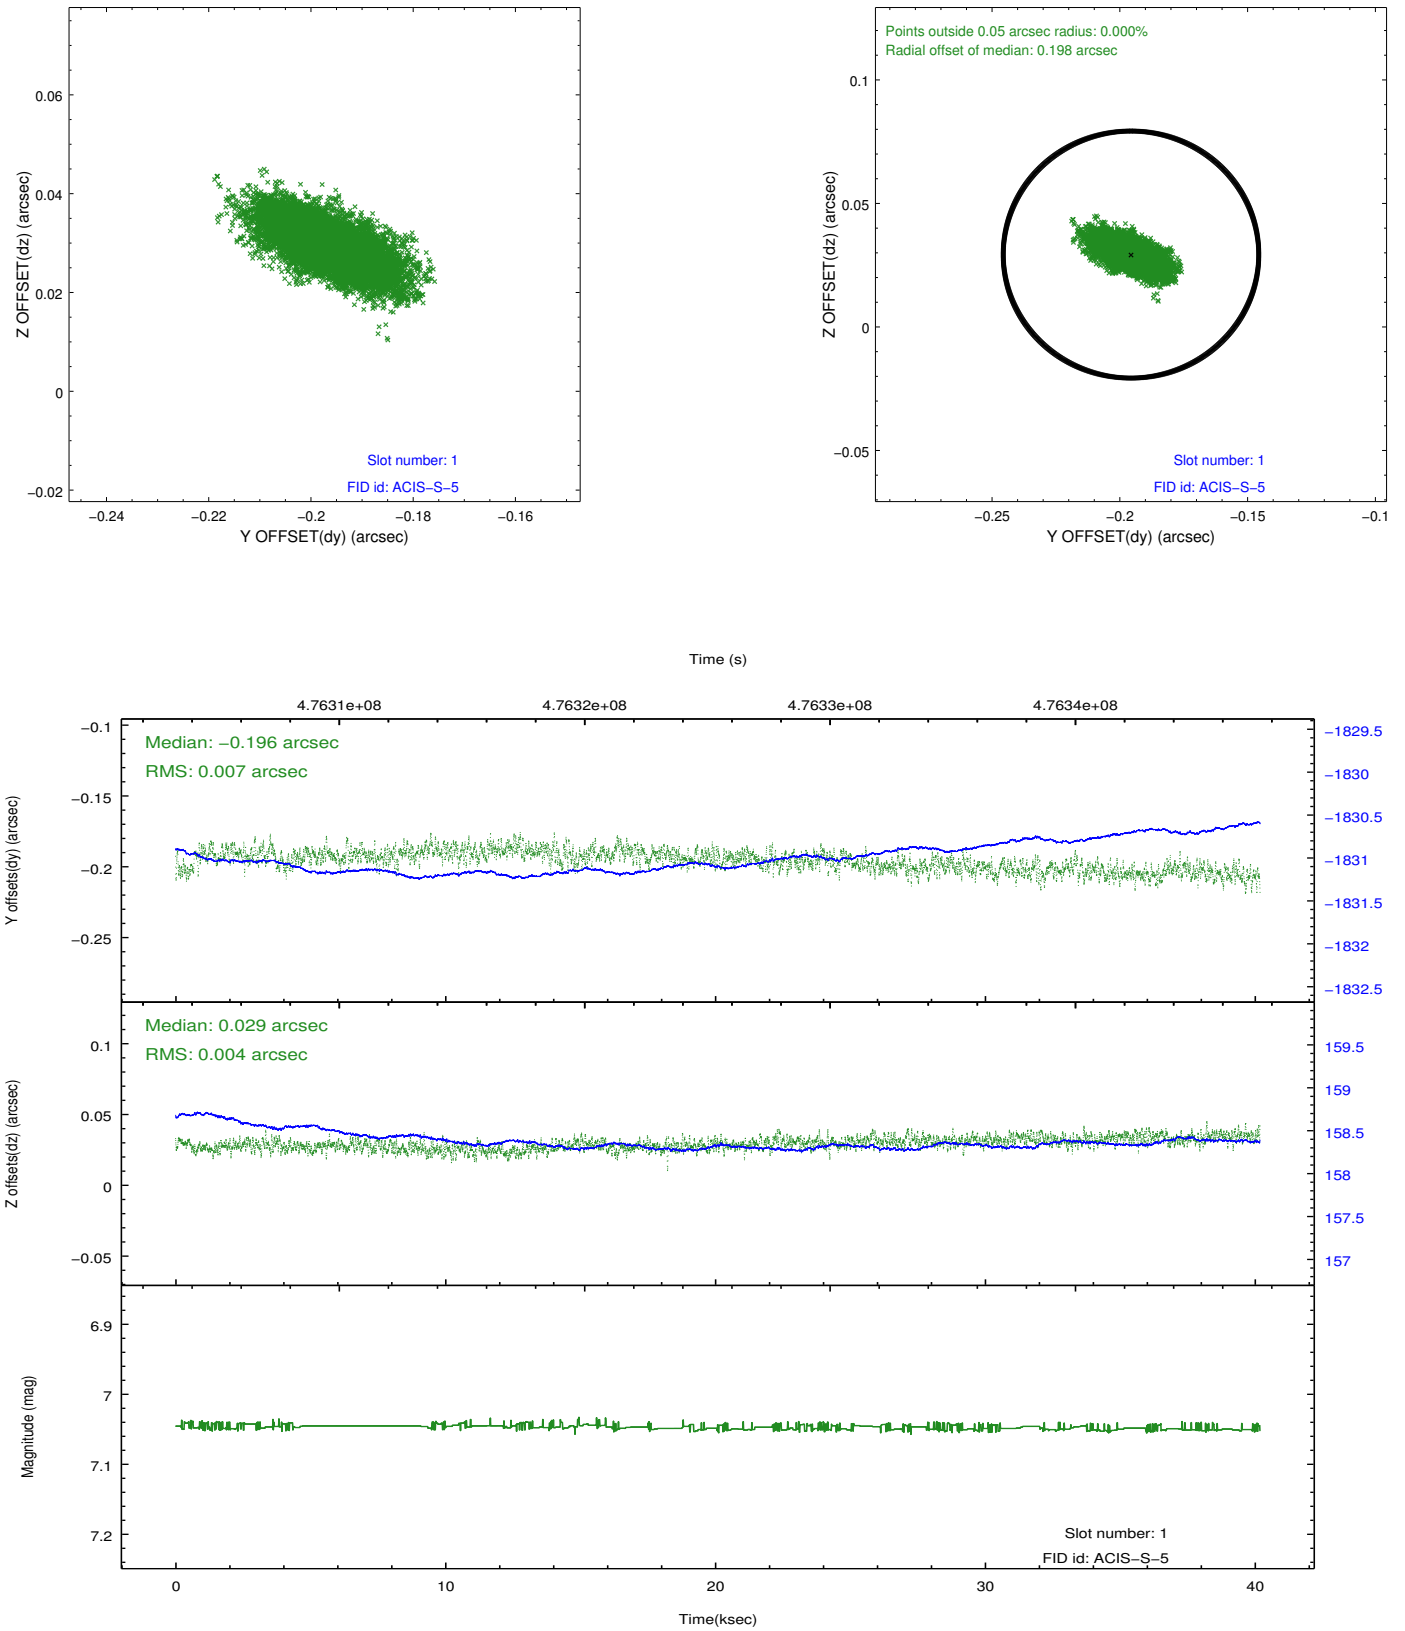 0.06
0.04
0.02
0
−0.02
Z OFFSET(dz) (arcsec)
Slot number: 1
FID id: ACIS−S−5
−0.24 −0.22 −0.2 −0.18 −0.16
Y OFFSET(dy) (arcsec)
Points outside 0.05 arcsec radius: 0.000%
Radial offset of median: 0.198 arcsec
0.1
0.05
0
−0.05
Z OFFSET(dz) (arcsec)
Slot number: 1
FID id: ACIS−S−5
−0.25 −0.2 −0.15 −0.1
Y OFFSET(dy) (arcsec)
Time (s)
4.7631e+08 4.7632e+08 4.7633e+08 4.7634e+08
Median: −0.196 arcsec
RMS: 0.007 arcsec
−0.1
−0.15
−0.2
−0.25
Y offsets(dy) (arcsec)
−1829.5
−1830
−1830.5
−1831
−1831.5
−1832
−1832.5
Median: 0.029 arcsec
RMS: 0.004 arcsec
0.1
0.05
0
−0.05
Z offsets(dz) (arcsec)
159.5
159
158.5
158
157.5
157
6.9
7
7.1
7.2
Magnitude (mag)
Slot number: 1
FID id: ACIS−S−5
0 10 20 30 40
Time(ksec)